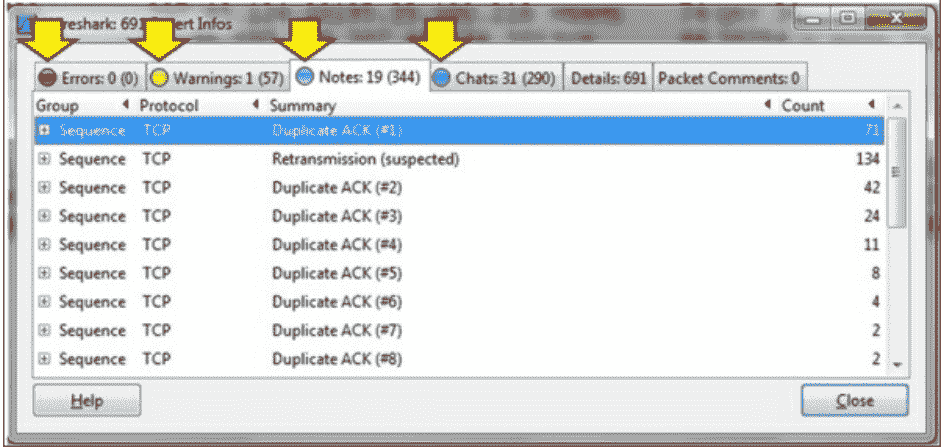 reshark: 69 ert Infos
Errors: 0 (0) Warnings: 1 (57) Notes: 19 (344) Chats: 31 (290) Details: 691 Packet Comments: 0
Group Protocol Summary Count
Sequence TCP Duplicate ACK (#1) 71
Sequence TCP Retransmission (suspected) 134
Sequence TCP Duplicate ACK (#2) 42
Sequence TCP Duplicate ACK (#3) 24
Sequence TCP Duplicate ACK (#4) 11
Sequence TCP Duplicate ACK (#5) 8
Sequence TCP Duplicate ACK (#6) 4
Sequence TCP Duplicate ACK (#7) 2
Sequence TCP Duplicate ACK (#8) 2
Help Close